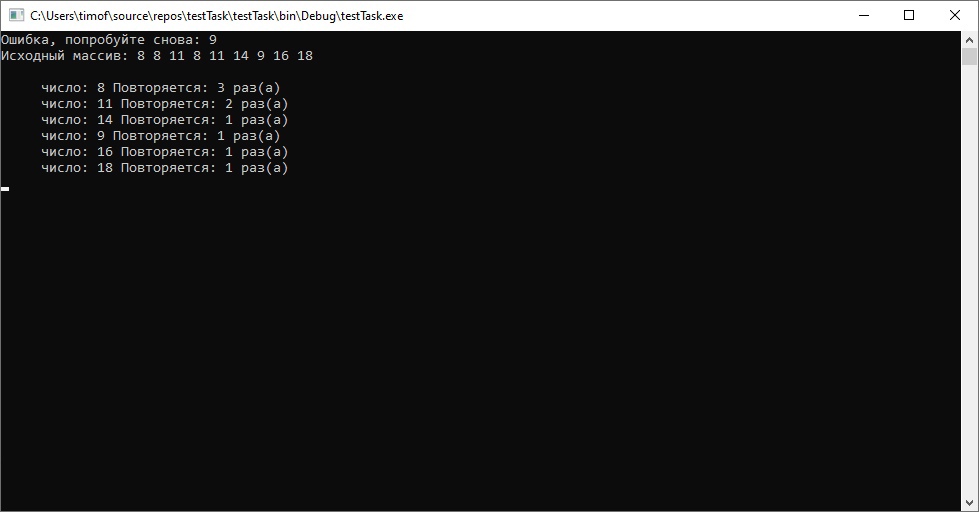 C:\Users\timof\source\repos\testTask\testTask\bin\Debug\testTask.exe
Ошибка, попробуйте снова: 9
Исходный массив: 8 8 11 8 11 14 9 16 18
число: 8 Повторяется: 3 раз(а)
число: 11 Повторяется: 2 раз(а)
число: 14 Повторяется: 1 раз(а)
число: 9 Повторяется: 1 раз(а)
число: 16 Повторяется: 1 раз(а)
число: 18 Повторяется: 1 раз(а)